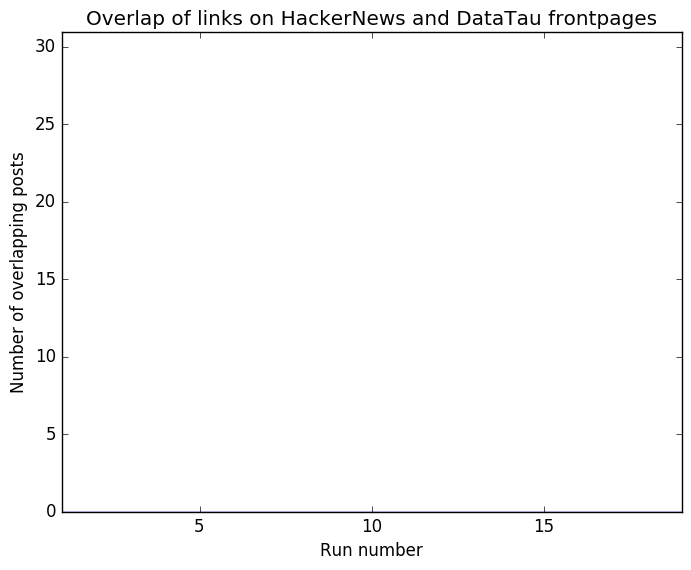 Overlap of links on HackerNews and DataTau frontpages
30
25
20
15
10
5
0
Number of overlapping posts
5 10 15
Run number